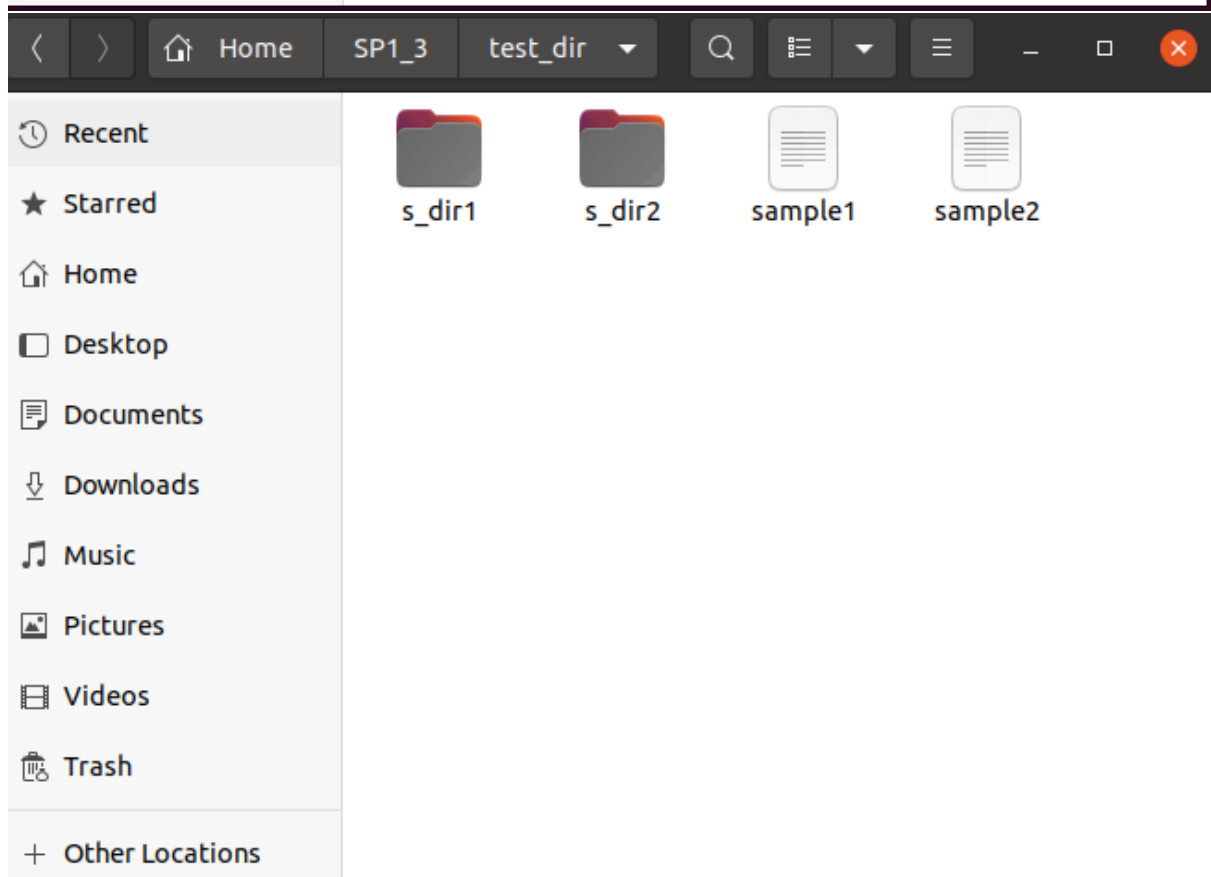 Home SP1_3 test_dir
Recent
Starred
Home
Desktop
Documents
Downloads
Music
Pictures
Videos
Trash
Other Locations
s_dir1 s_dir2 sample1 sample2